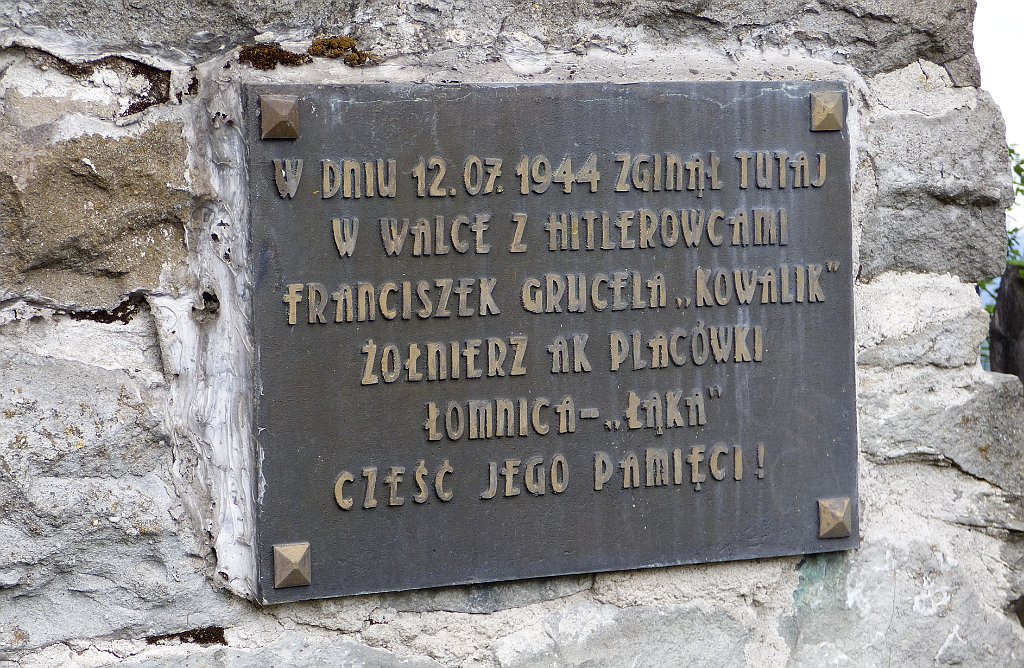 W DNIU 12.07.1944 ZGINĄŁ TUTAJ
W WALCE Z HITLEROWCAMI
FRANCISZEK GRUCELA „KOWALIK”
ŻOŁNIERZ AK PLACÓWKI
ŁOMNICA–„ŁĄKA”
CZEŚĆ JEGO PAMIĘCI!